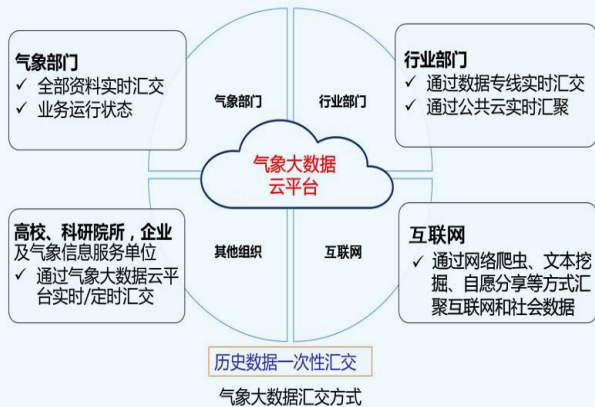 气象部门
✓ 全部资料实时汇交
✓ 业务运行状态
行业部门
✓ 通过数据专线实时汇交
✓ 通过公共云实时汇聚
气象部门
行业部门
气象大数据
云平台
其他组织
互联网
高校、科研院所，企业
及气象信息服务单位
✓ 通过气象大数据云平
台实时/定时汇交
互联网
✓ 通过网络爬虫、文本挖
掘、自愿分享等方式汇
聚互联网和社会数据
历史数据一次性汇交
气象大数据汇交方式